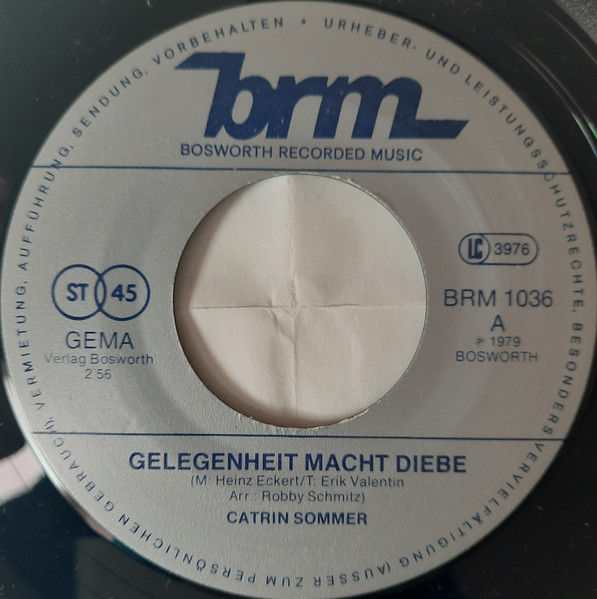 URHEBER- UND LEISTUNGSSCHUTZRECHTE, BESONDERS VERVIELFÄLTIGUNG (AUSSER ZUM PERSÖNLICHEN GEBRAUCH), VERMIETUNG, AUFFÜHRUNG, SENDUNG, VORBEHALTEN •
brm
BOSWORTH RECORDED MUSIC
LC 3976
ST 45
BRM 1036
GEMA
A
Verlag Bosworth
℗ 1979
2'56
BOSWORTH
GELEGENHEIT MACHT DIEBE
(M: Heinz Eckert/T: Erik Valentin
Arr.: Robby Schmitz)
CATRIN SOMMER